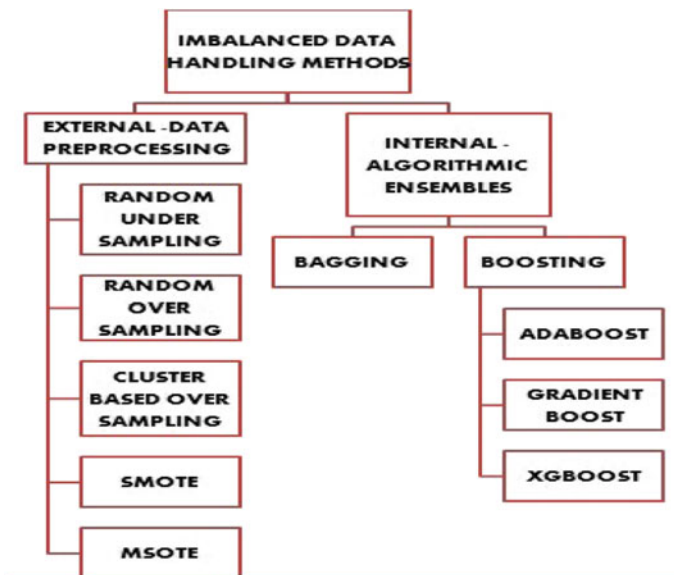 IMBALANCED DATA
HANDLING METHODS
EXTERNAL -DATA
PREPROCESSING
RANDOM
UNDER
SAMPLING
RANDOM
OVER
SAMPLING
CLUSTER
BASED OVER
SAMPLING
SMOTE
MSOTE
INTERNAL -
ALGORITHMIC
ENSEMBLES
BAGGING
BOOSTING
ADABOOST
GRADIENT
BOOST
XGBOOST